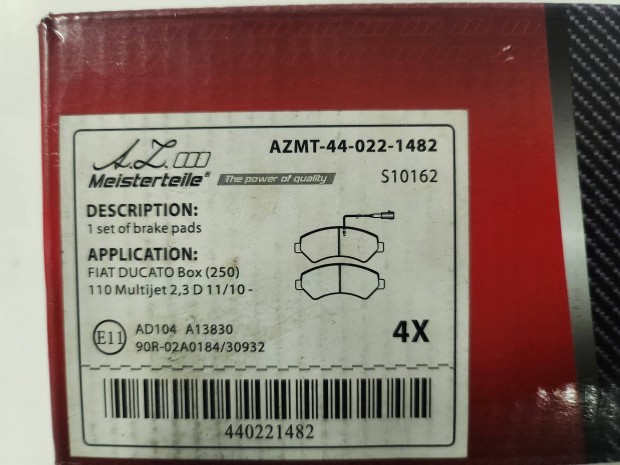 A.Z.
Meisterteile®
The power of quality
AZMT-44-022-1482
S10162
DESCRIPTION:
1 set of brake pads
APPLICATION:
FIAT DUCATO Box (250)
110 Multijet 2,3 D 11/10 -
E11
AD104 A13830
90R-02A0184/30932
4X
440221482